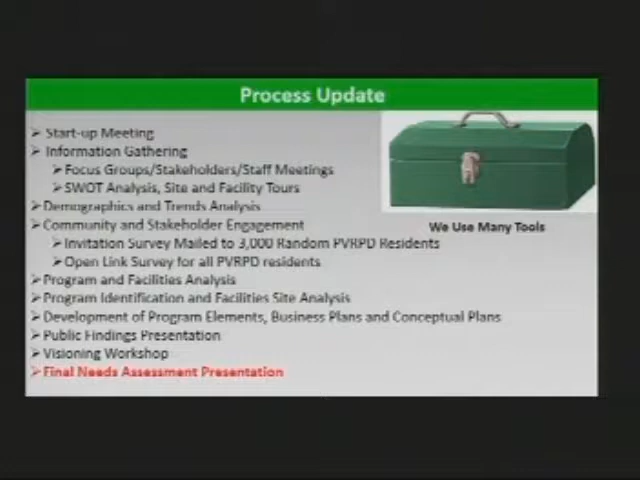 Process Update
➢ Start-up Meeting
➢ Information Gathering
➢ Focus Groups/Stakeholders/Staff Meetings
➢ SWOT Analysis, Site and Facility Tours
➢ Demographics and Trends Analysis
➢ Community and Stakeholder Engagement
We Use Many Tools
➢ Invitation Survey Mailed to 3,000 Random PVRPD Residents
➢ Open Link Survey for all PVRPD residents
➢ Program and Facilities Analysis
➢ Program Identification and Facilities Site Analysis
➢ Development of Program Elements, Business Plans and Conceptual Plans
➢ Public Findings Presentation
➢ Visioning Workshop
➢ Final Needs Assessment Presentation